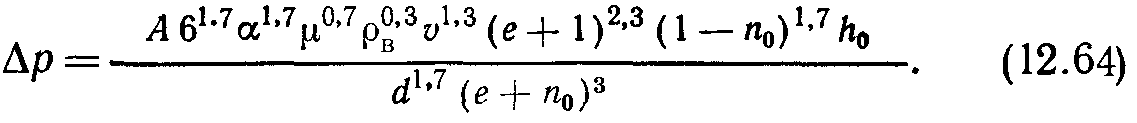 Δp = \frac{A 6^{1.7} α^{1,7} μ^{0,7} ρ_в^{0,3} v^{1,3} (e + 1)^{2,3} (1 − n_0)^{1,7} h_0}{d^{1,7} (e + n_0)^3}. (12.64)